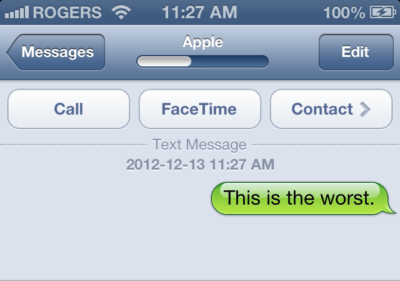 ROGERS 11:27 AM 100%
Messages Apple Edit
Call FaceTime Contact
Text Message
2012-12-13 11:27 AM
This is the worst.